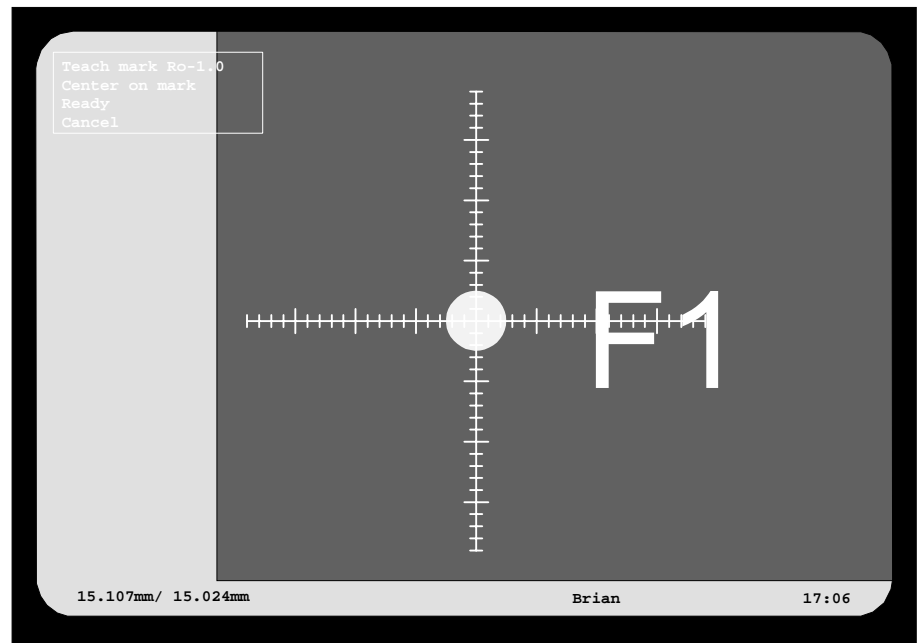 Teach mark Ro-1.0
Center on mark
Ready
Cancel
F1
15.107mm/ 15.024mm Brian 17:06